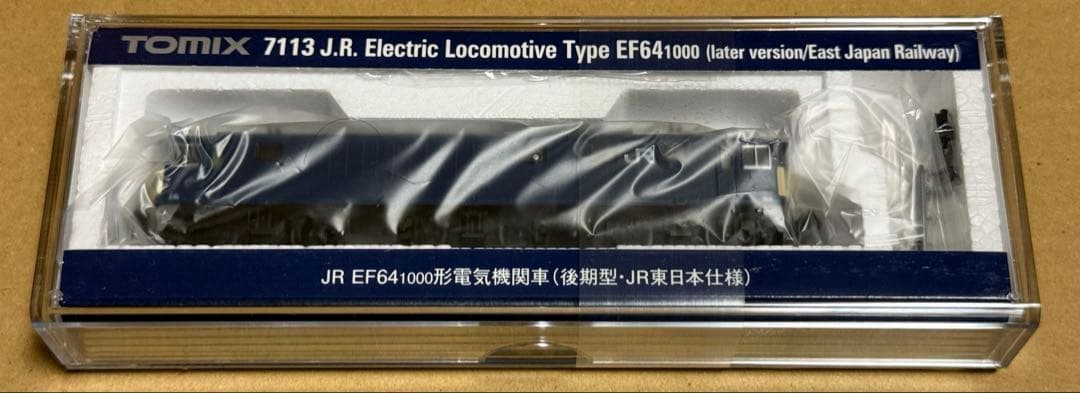 TOMIX 7113 J.R. Electric Locomotive Type EF641000 (later version/East Japan Railway)
JR
JR EF641000形電気機関車(後期型・JR東日本仕様)